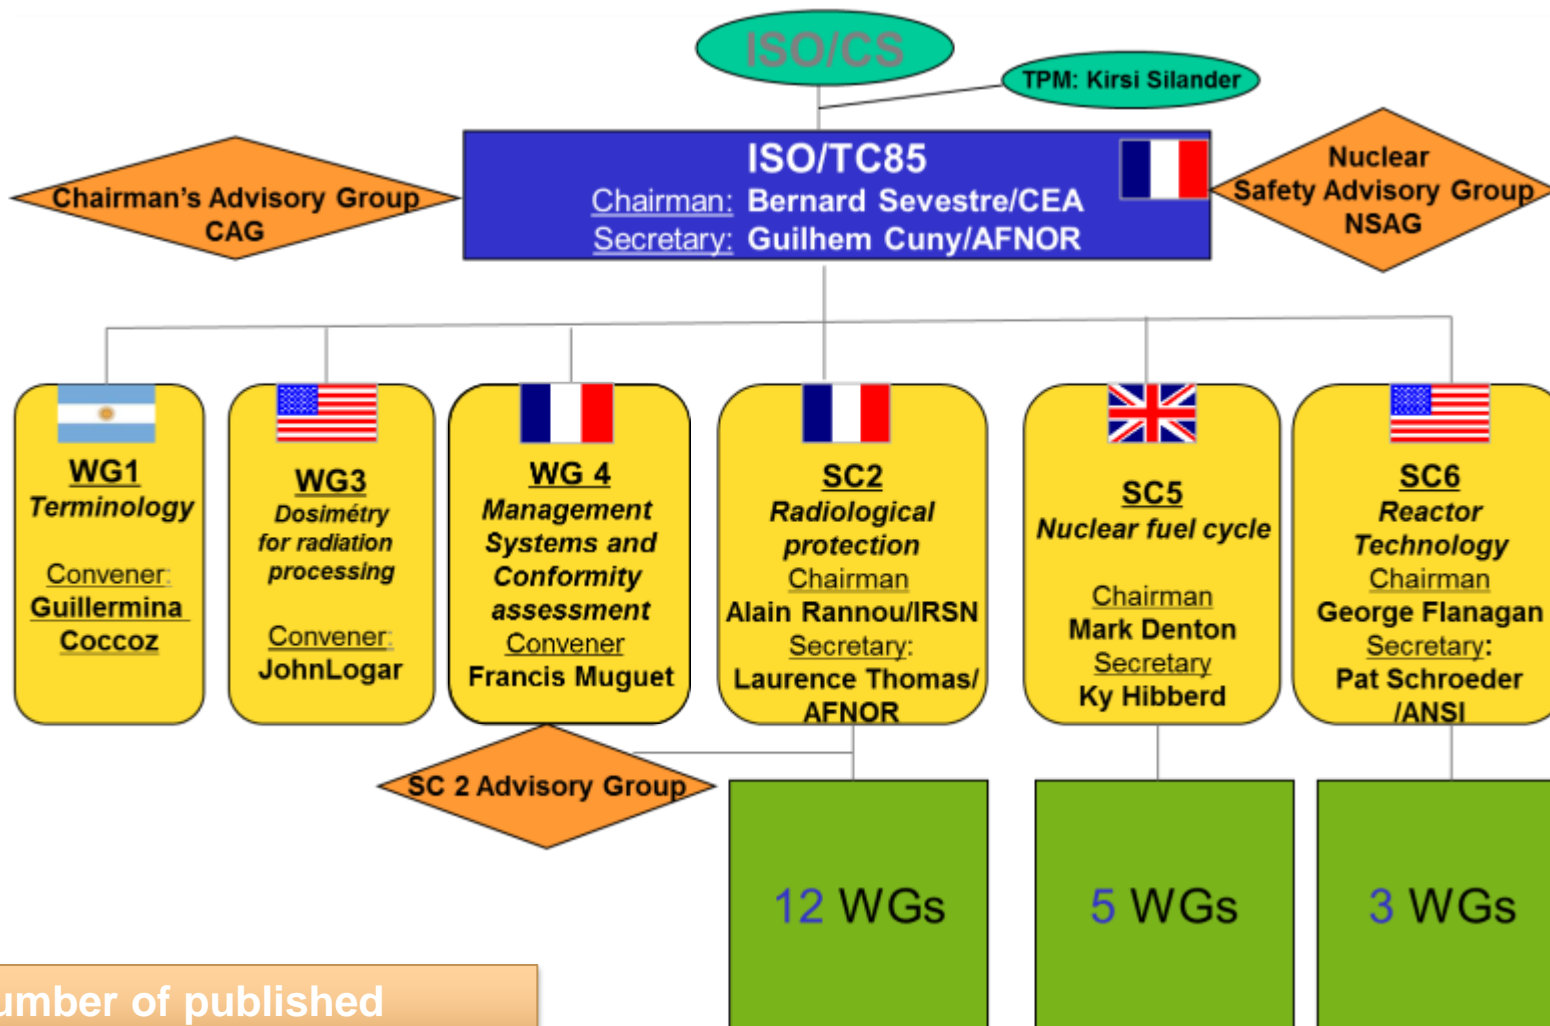 ISO/CS
TPM: Kirsi Silander
ISO/TC85
Chairman: Bernard Sevestre/CEA
Secretary: Guilhem Cuny/AFNOR
Chairman's Advisory Group
CAG
Nuclear
Safety Advisory Group
NSAG
WG1
Terminology
Convener:
Guillermina
Coccoz
WG3
Dosimétry
for radiation
processing
Convener:
JohnLogar
WG 4
Management
Systems and
Conformity
assessment
Convener
Francis Muguet
SC2
Radiological
protection
Chairman
Alain Rannou/IRSN
Secretary:
Laurence Thomas/
AFNOR
SC5
Nuclear fuel cycle
Chairman
Mark Denton
Secretary
Ky Hibberd
SC6
Reactor
Technology
Chairman
George Flanagan
Secretary:
Pat Schroeder
/ANSI
SC 2 Advisory Group
12 WGs
5 WGs
3 WGs
umber of published